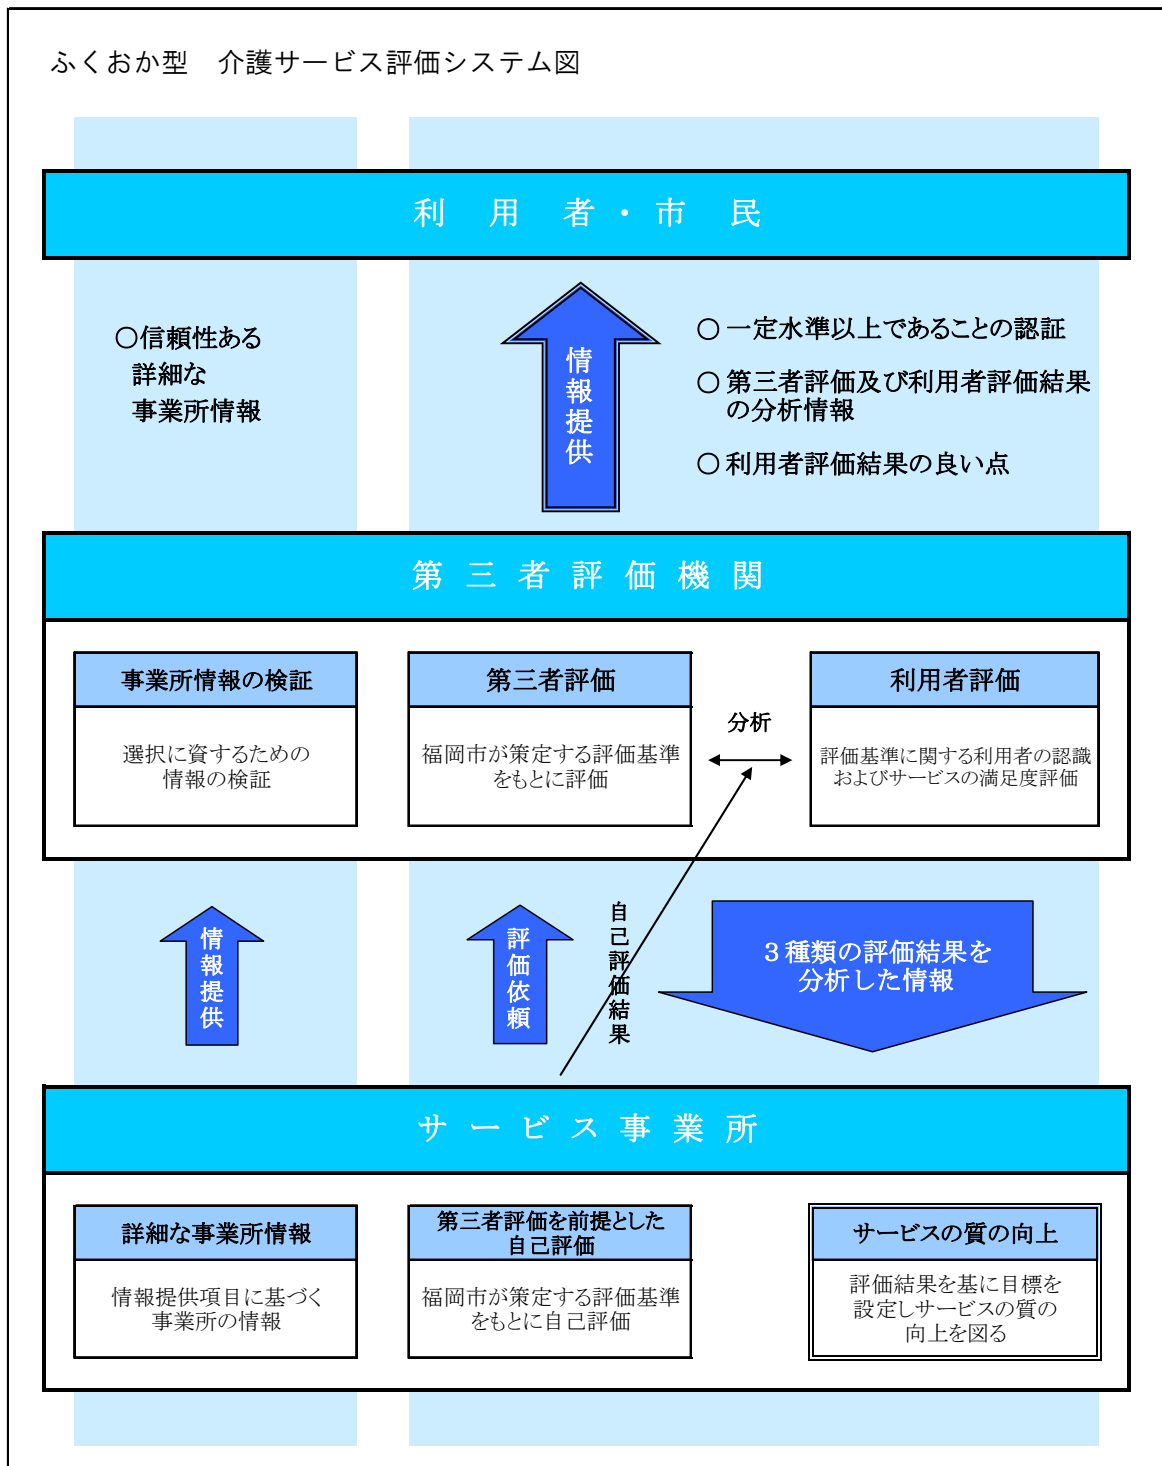 ふくおか型　介護サービス評価システム図
利用者・市民
○信頼性ある
詳細な
事業所情報
情報提供
○一定水準以上であることの認証
○第三者評価及び利用者評価結果
の分析情報
○利用者評価結果の良い点
第三者評価機関
事業所情報の検証
選択に資するための
情報の検証
第三者評価
福岡市が策定する評価基準
をもとに評価
分析
利用者評価
評価基準に関する利用者の認識
およびサービスの満足度評価
情報提供
評価依頼
自己評価結果
３種類の評価結果を
分析した情報
サービス事業所
詳細な事業所情報
情報提供項目に基づく
事業所の情報
第三者評価を前提とした
自己評価
福岡市が策定する評価基準
をもとに自己評価
サービスの質の向上
評価結果を基に目標を
設定しサービスの質の
向上を図る